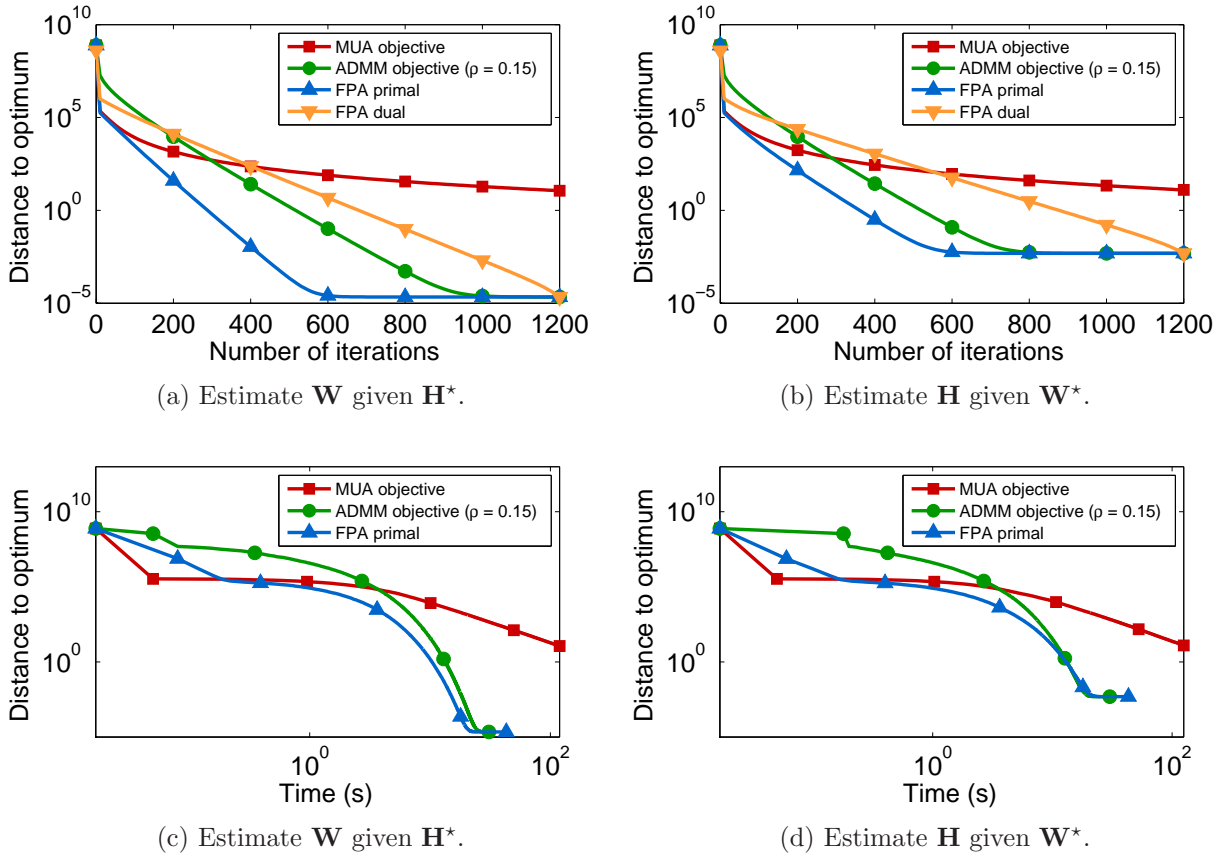 10^10
10^5
10^0
10^−5
Distance to optimum
0 200 400 600 800 1000 1200
Number of iterations
MUA objective
ADMM objective (ρ = 0.15)
FPA primal
FPA dual
(a) Estimate W given H⋆.
10^10
10^5
10^0
10^−5
Distance to optimum
0 200 400 600 800 1000 1200
Number of iterations
MUA objective
ADMM objective (ρ = 0.15)
FPA primal
FPA dual
(b) Estimate H given W⋆.
10^10
10^0
Distance to optimum
10^0 10^2
Time (s)
MUA objective
ADMM objective (ρ = 0.15)
FPA primal
(c) Estimate W given H⋆.
10^10
10^0
Distance to optimum
10^0 10^2
Time (s)
MUA objective
ADMM objective (ρ = 0.15)
FPA primal
(d) Estimate H given W⋆.